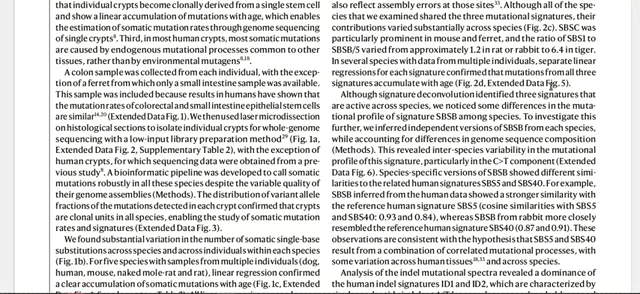 that individual crypts become clonally derived from a single stem cell
and show a linear accumulation of mutations with age, which enables
the estimation of somatic mutation rates through genome sequencing
of single crypts⁸. Third, in most human crypts, most somatic mutations
are caused by endogenous mutational processes common to other
tissues, rather than by environmental mutagens⁸,¹⁸.
A colon sample was collected from each individual, with the excep-
tion of a ferret from which only a small intestine sample was available.
This sample was included because results in humans have shown that
the mutation rates of colorectal and small intestine epithelial stem cells
are similar¹⁴,²⁰ (Extended Data Fig. 1). We then used laser microdissection
on histological sections to isolate individual crypts for whole-genome
sequencing with a low-input library preparation method²⁹ (Fig. 1a,
Extended Data Fig. 2, Supplementary Table 2), with the exception of
human crypts, for which sequencing data were obtained from a pre-
vious study⁸. A bioinformatic pipeline was developed to call somatic
mutations robustly in all these species despite the variable quality of
their genome assemblies (Methods). The distribution of variant allele
fractions of the mutations detected in each crypt confirmed that crypts
are clonal units in all species, enabling the study of somatic mutation
rates and signatures (Extended Data Fig. 3).
We found substantial variation in the number of somatic single-base
substitutions across species and across individuals within each species
(Fig. 1b). For five species with samples from multiple individuals (dog,
human, mouse, naked mole-rat and rat), linear regression confirmed
a clear accumulation of somatic mutations with age (Fig. 1c, Extended
also reflect assembly errors at those sites³³. Although all of the spe-
cies that we examined shared the three mutational signatures, their
contributions varied substantially across species (Fig. 2c). SBSC was
particularly prominent in mouse and ferret, and the ratio of SBS1 to
SBSB/5 varied from approximately 1.2 in rat or rabbit to 6.4 in tiger.
In several species with data from multiple individuals, separate linear
regressions for each signature confirmed that mutations from all three
signatures accumulate with age (Fig. 2d, Extended Data Fig. 5).
Although signature decomposition identified three signatures that
are active across species, we noticed some differences in the muta-
tional profile of signature SBSB among species. To investigate this
further, we inferred independent versions of SBSB from each species,
while accounting for differences in genome sequence composition
(Methods). This revealed inter-species variability in the mutational
profile of this signature, particularly in the C>T component (Extended
Data Fig. 6). Species-specific versions of SBSB showed different simi-
larities to the related human signatures SBS5 and SBS40. For example,
SBSB inferred from the human data showed a stronger similarity with
the reference human signature SBS5 (cosine similarities with SBS5
and SBS40: 0.93 and 0.84), whereas SBSB from rabbit more closely
resembled the reference human signature SBS40 (0.87 and 0.91). These
observations are consistent with the hypothesis that SBS5 and SBS40
result from a combination of correlated mutational processes, with
some variation across human tissues¹⁸,³³ and across species.
Analysis of the indel mutational spectra revealed a dominance of
the human indel signatures ID1 and ID2, which are characterized by